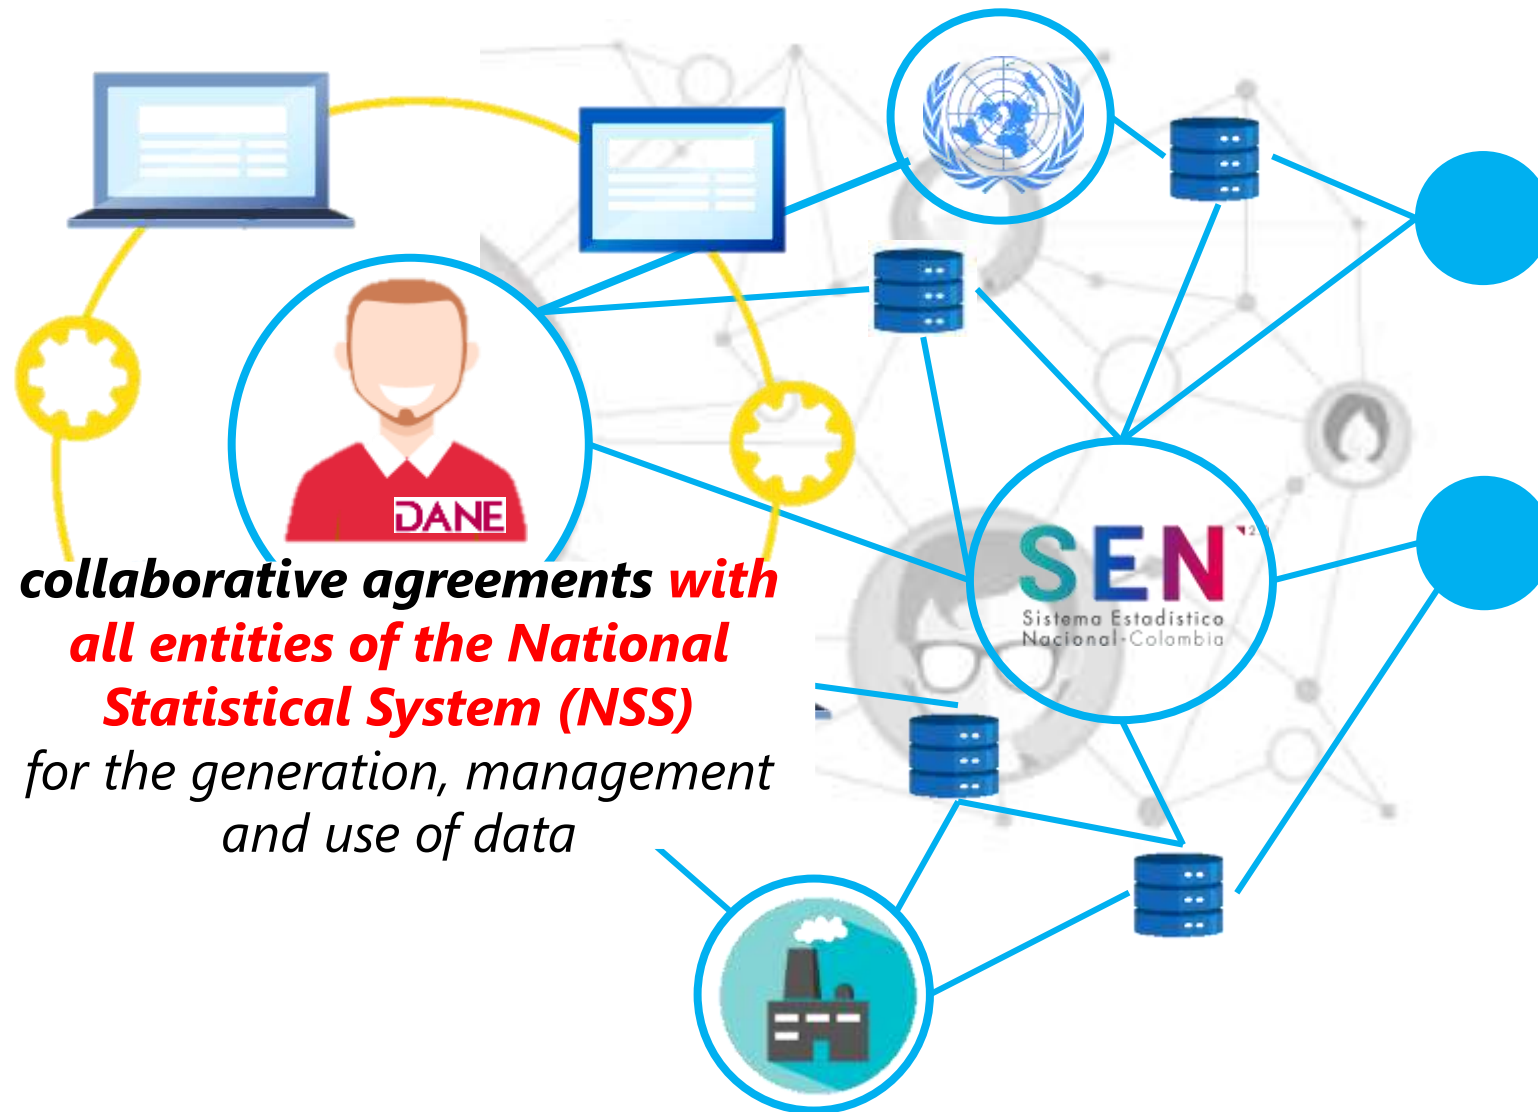 DANE
collaborative agreements with
all entities of the National
Statistical System (NSS)
for the generation, management
and use of data
SEN
Sistema Estadístico
Nacional-Colombia